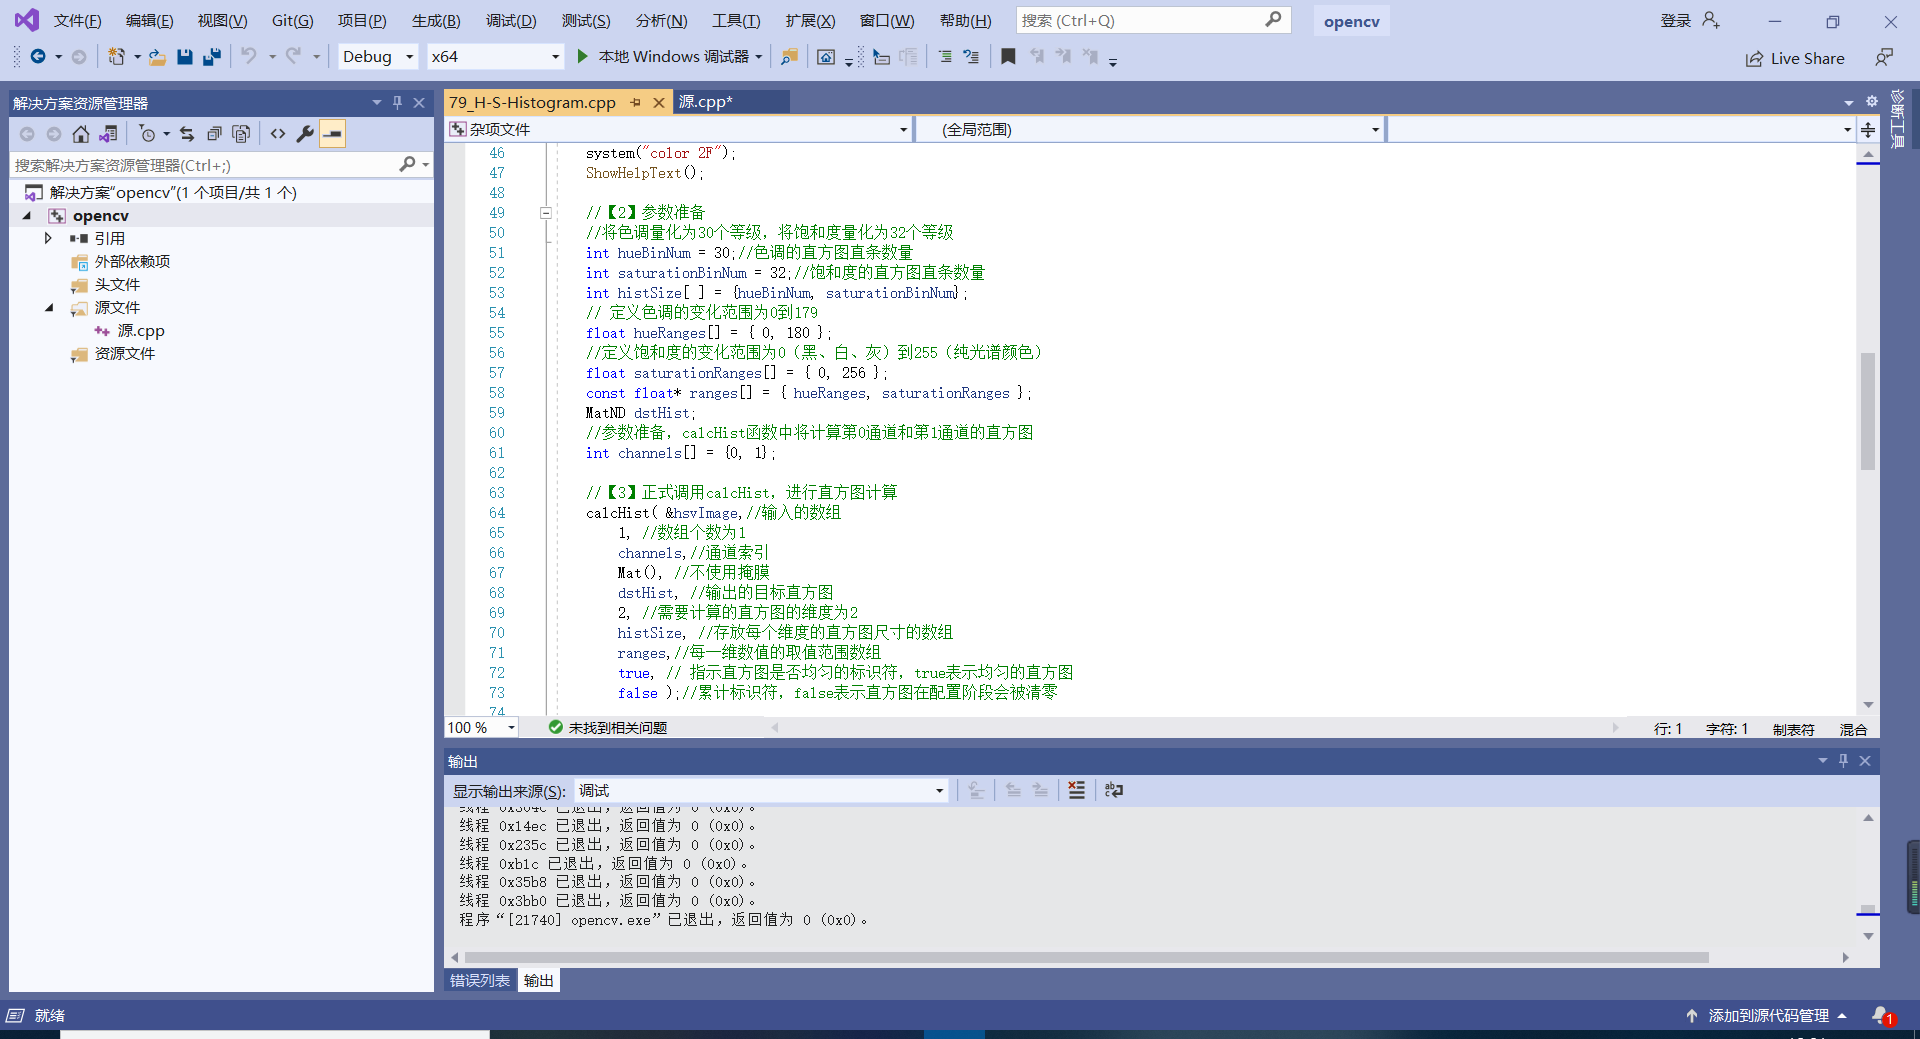 文件(F) 编辑(E) 视图(V) Git(G) 项目(P) 生成(B) 调试(D) 测试(S) 分析(N) 工具(T) 扩展(X) 窗口(W) 帮助(H) 搜索 (Ctrl+Q) opencv 登录
Debug x64 本地 Windows 调试器 Live Share
解决方案资源管理器
搜索解决方案资源管理器(Ctrl+;)
解决方案"opencv"(1 个项目/共 1 个)
opencv
引用
外部依赖项
头文件
源文件
源.cpp
资源文件
79_H-S-Histogram.cpp 源.cpp*
杂项文件 (全局范围)
46 system("color 2F");
47 ShowHelpText();
48
49 //【2】参数准备
50 //将色调量化为30个等级，将饱和度量化为32个等级
51 int hueBinNum = 30;//色调的直方图直条数量
52 int saturationBinNum = 32;//饱和度的直方图直条数量
53 int histSize[ ] = {hueBinNum, saturationBinNum};
54 // 定义色调的变化范围为0到179
55 float hueRanges[] = { 0, 180 };
56 //定义饱和度的变化范围为0（黑、白、灰）到255（纯光谱颜色）
57 float saturationRanges[] = { 0, 256 };
58 const float* ranges[] = { hueRanges, saturationRanges };
59 MatND dstHist;
60 //参数准备，calcHist函数中将计算第0通道和第1通道的直方图
61 int channels[] = {0, 1};
62
63 //【3】正式调用calcHist，进行直方图计算
64 calcHist( &hsvImage,//输入的数组
65 1, //数组个数为1
66 channels,//通道索引
67 Mat(), //不使用掩膜
68 dstHist, //输出的目标直方图
69 2, //需要计算的直方图的维度为2
70 histSize, //存放每个维度的直方图尺寸的数组
71 ranges,//每一维数值的取值范围数组
72 true, // 指示直方图是否均匀的标识符，true表示均匀的直方图
73 false );//累计标识符，false表示直方图在配置阶段会被清零
74
100 % 未找到相关问题 行: 1 字符: 1 制表符 混合
诊断工具
输出
显示输出来源(S): 调试
线程 0x304c 已退出，返回值为 0 (0x0)。
线程 0x14ec 已退出，返回值为 0 (0x0)。
线程 0x235c 已退出，返回值为 0 (0x0)。
线程 0xb1c 已退出，返回值为 0 (0x0)。
线程 0x35b8 已退出，返回值为 0 (0x0)。
线程 0x3bb0 已退出，返回值为 0 (0x0)。
程序“[21740] opencv.exe”已退出，返回值为 0 (0x0)。
错误列表 输出
就绪 添加到源代码管理 1